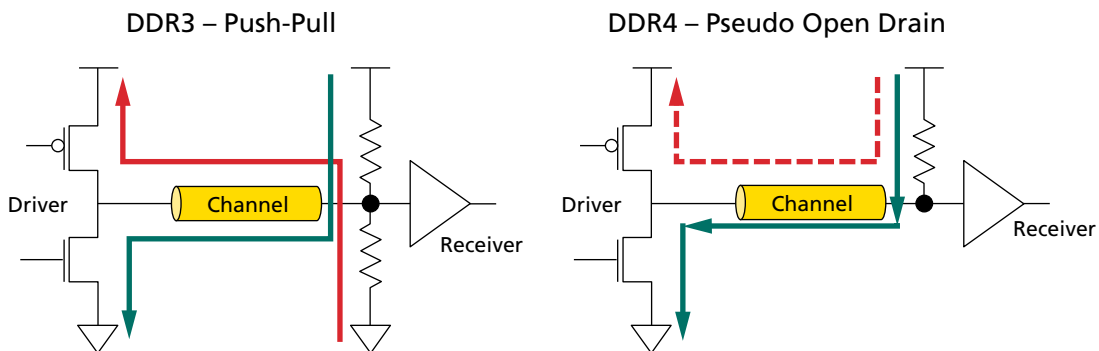 DDR3 – Push-Pull
DDR4 – Pseudo Open Drain
Driver
Channel
Receiver
Driver
Channel
Receiver